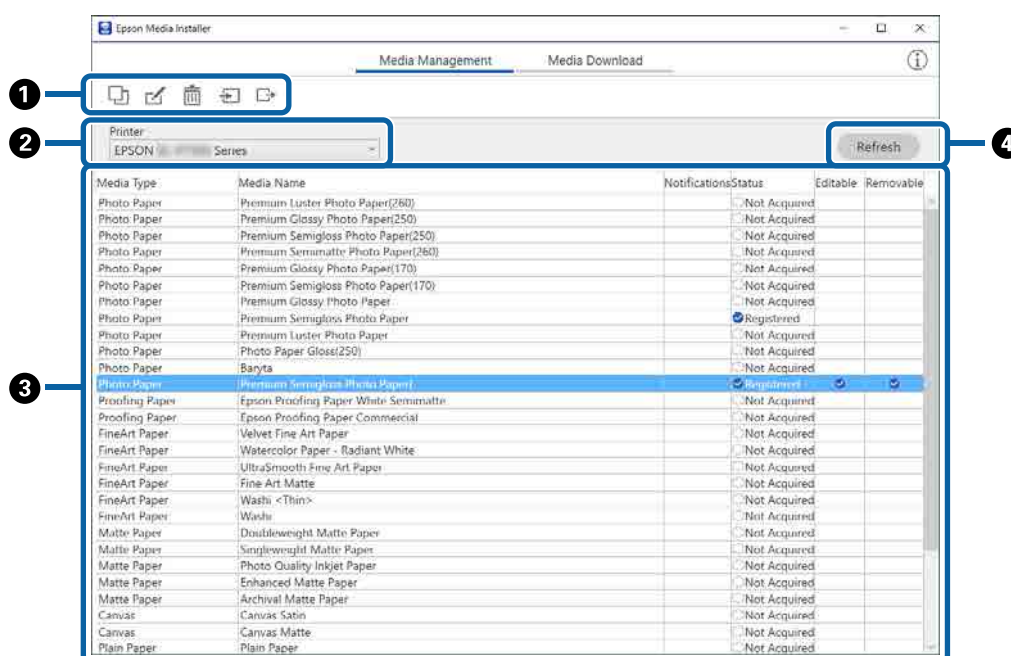 Epson Media Installer
Media Management Media Download
1
2
Printer
EPSON Series
Refresh
4
Media Type Media Name Notifications Status Editable Removable
Photo Paper Premium Luster Photo Paper(260) Not Acquired
Photo Paper Premium Glossy Photo Paper(250) Not Acquired
Photo Paper Premium Semigloss Photo Paper(250) Not Acquired
Photo Paper Premium Semimatte Photo Paper(260) Not Acquired
Photo Paper Premium Glossy Photo Paper(170) Not Acquired
Photo Paper Premium Semigloss Photo Paper(170) Not Acquired
Photo Paper Premium Glossy Photo Paper Not Acquired
Photo Paper Premium Semigloss Photo Paper Registered
Photo Paper Premium Luster Photo Paper Not Acquired
Photo Paper Photo Paper Gloss(250) Not Acquired
Photo Paper Baryta Not Acquired
3
Photo Paper Premium Semigloss Photo Paper Registered
Proofing Paper Epson Proofing Paper White Semimatte Not Acquired
Proofing Paper Epson Proofing Paper Commercial Not Acquired
FineArt Paper Velvet Fine Art Paper Not Acquired
FineArt Paper Watercolor Paper - Radiant White Not Acquired
FineArt Paper UltraSmooth Fine Art Paper Not Acquired
FineArt Paper Fine Art Matte Not Acquired
FineArt Paper Washi <Thin> Not Acquired
FineArt Paper Washi Not Acquired
Matte Paper Doubleweight Matte Paper Not Acquired
Matte Paper Singleweight Matte Paper Not Acquired
Matte Paper Photo Quality Inkjet Paper Not Acquired
Matte Paper Enhanced Matte Paper Not Acquired
Matte Paper Archival Matte Paper Not Acquired
Canvas Canvas Satin Not Acquired
Canvas Canvas Matte Not Acquired
Plain Paper Plain Paper Not Acquired